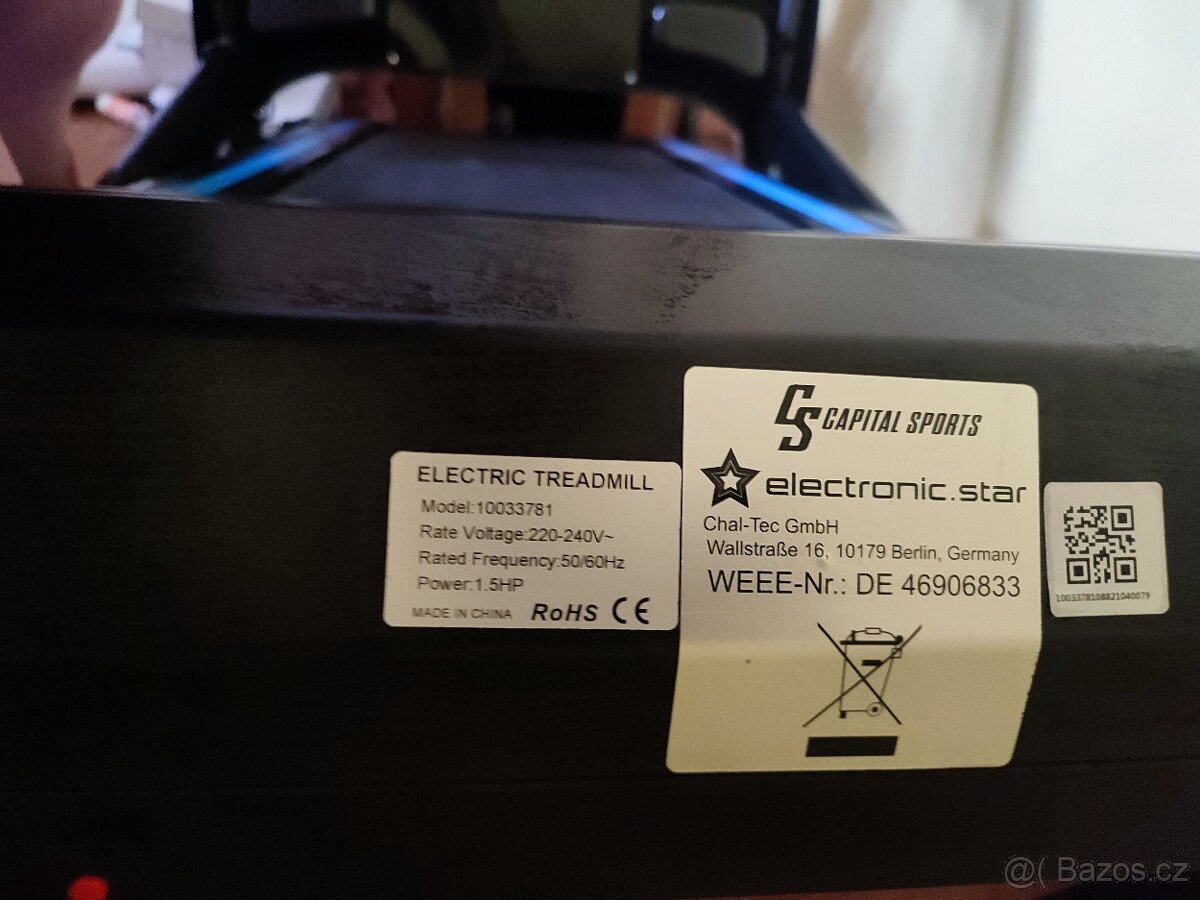 ELECTRIC TREADMILL
Model:10033781
Rate Voltage:220-240V~
Rated Frequency:50/60Hz
Power:1.5HP
MADE IN CHINA RoHS CE
CS CAPITAL SPORTS
electronic.star
Chal-Tec GmbH
Wallstraße 16, 10179 Berlin, Germany
WEEE-Nr.: DE 46906833
1003378108821040079
@( Bazos.cz